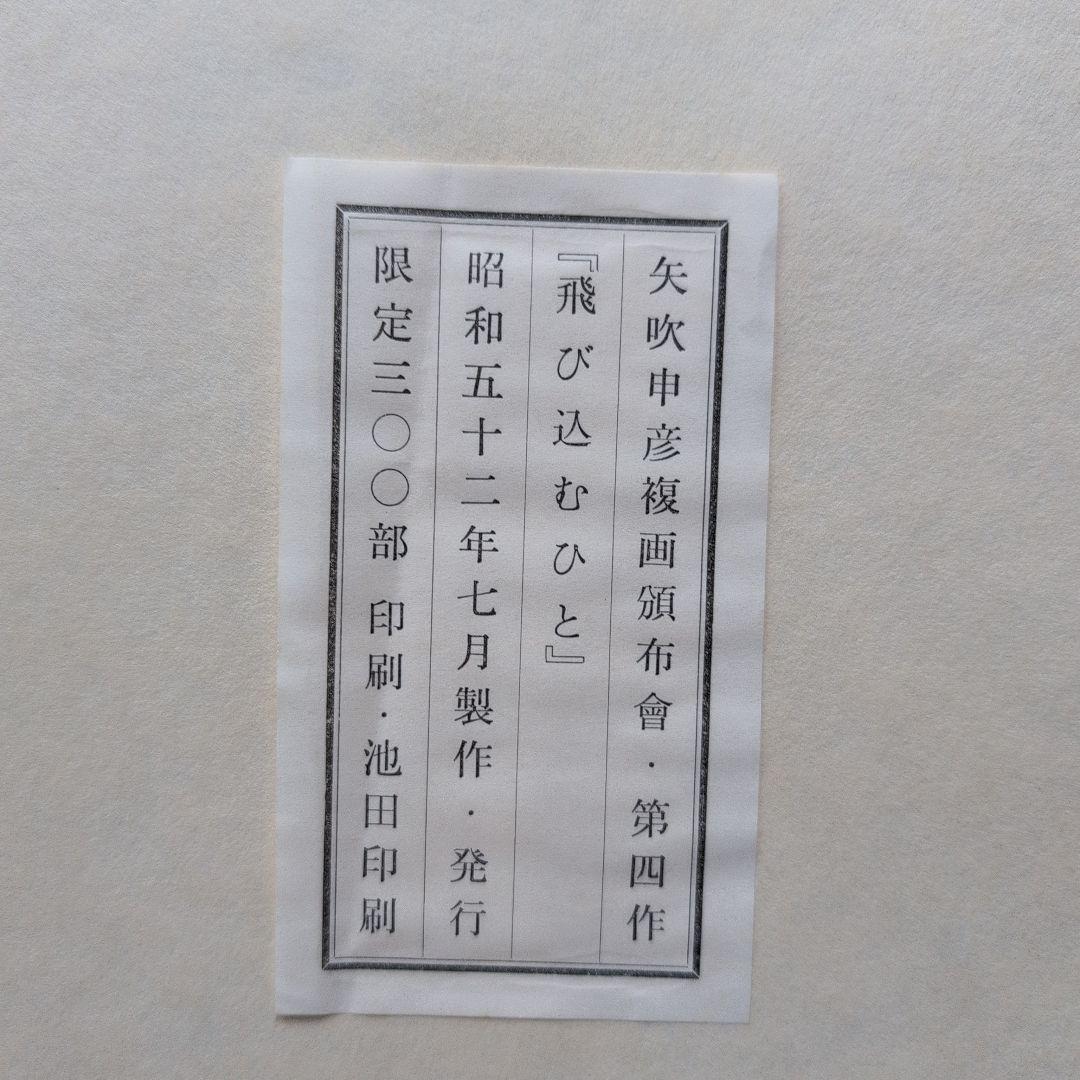 矢吹申彦複画頒布會・第四作
『飛び込むひと』
昭和五十二年七月製作・発行
限定三〇〇部 印刷・池田印刷